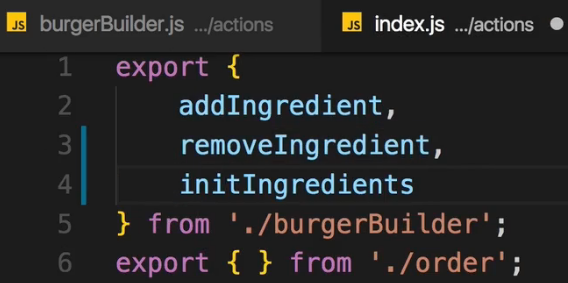 JS burgerBuilder.js .../actions JS index.js .../actions
1 export {
2 addIngredient,
3 removeIngredient,
4 initIngredients
5 } from './burgerBuilder';
6 export { } from './order';